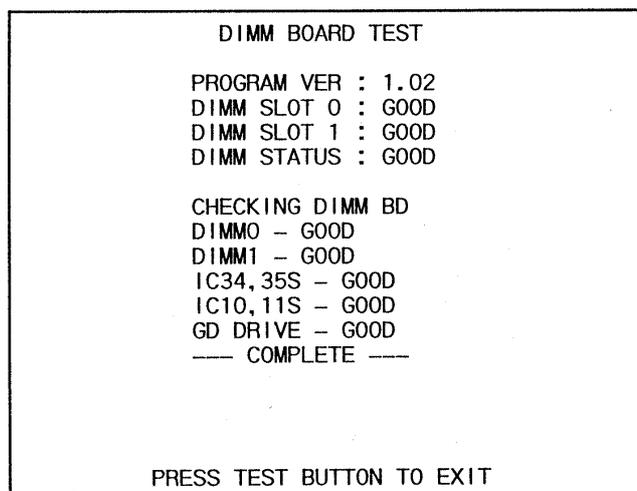 DIMM BOARD TEST
PROGRAM VER : 1.02
DIMM SLOT 0 : GOOD
DIMM SLOT 1 : GOOD
DIMM STATUS : GOOD
CHECKING DIMM BD
DIMM0 – GOOD
DIMM1 – GOOD
IC34,35S – GOOD
IC10,11S – GOOD
GD DRIVE – GOOD
––– COMPLETE –––
PRESS TEST BUTTON TO EXIT